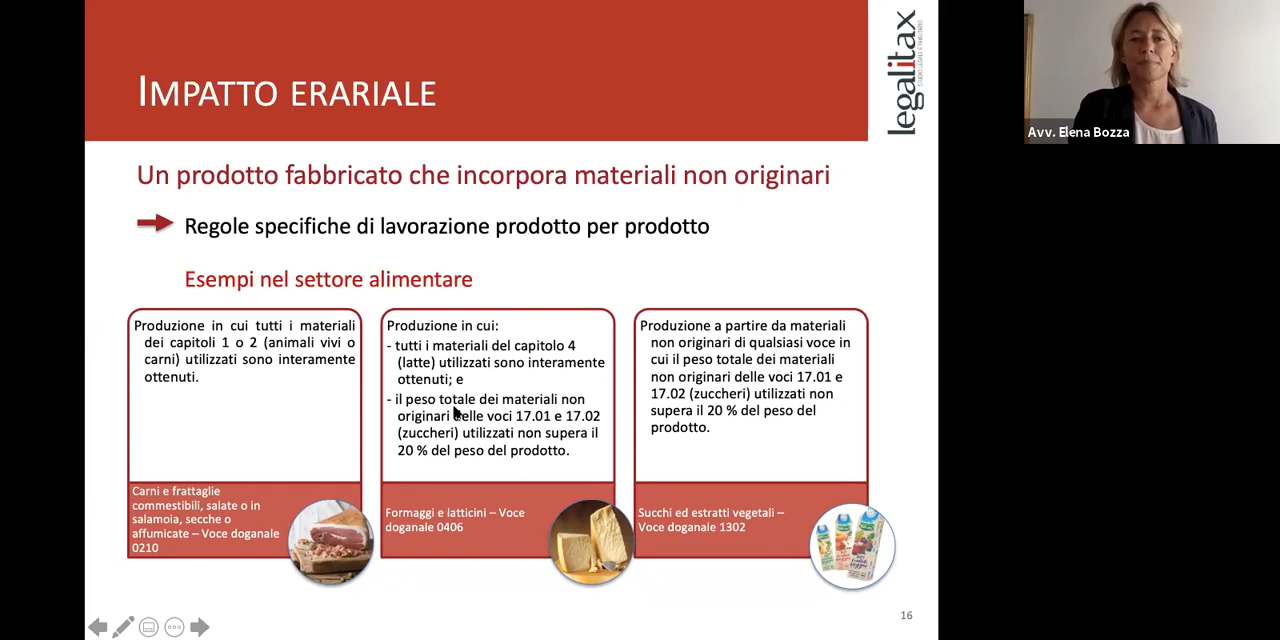 IMPATTO ERARIALE
legalitax
Avv. Elena Bozza
Un prodotto fabbricato che incorpora materiali non originari
Regole specifiche di lavorazione prodotto per prodotto
Esempi nel settore alimentare
Produzione in cui tutti i materiali
dei capitoli 1 o 2 (animali vivi o
carni) utilizzati sono interamente
ottenuti.
Carni e frattaglie
commestibili, salate o in
salamoia, secche o
affumicate – Voce doganale
0210
Produzione in cui:
- tutti i materiali del capitolo 4
(latte) utilizzati sono interamente
ottenuti; e
- il peso totale dei materiali non
originari delle voci 17.01 e 17.02
(zuccheri) utilizzati non supera il
20 % del peso del prodotto.
Formaggi e latticini – Voce
doganale 0406
Produzione a partire da materiali
non originari di qualsiasi voce in
cui il peso totale dei materiali
non originari delle voci 17.01 e
17.02 (zuccheri) utilizzati non
supera il 20 % del peso del
prodotto.
Succhi ed estratti vegetali –
Voce doganale 1302
16